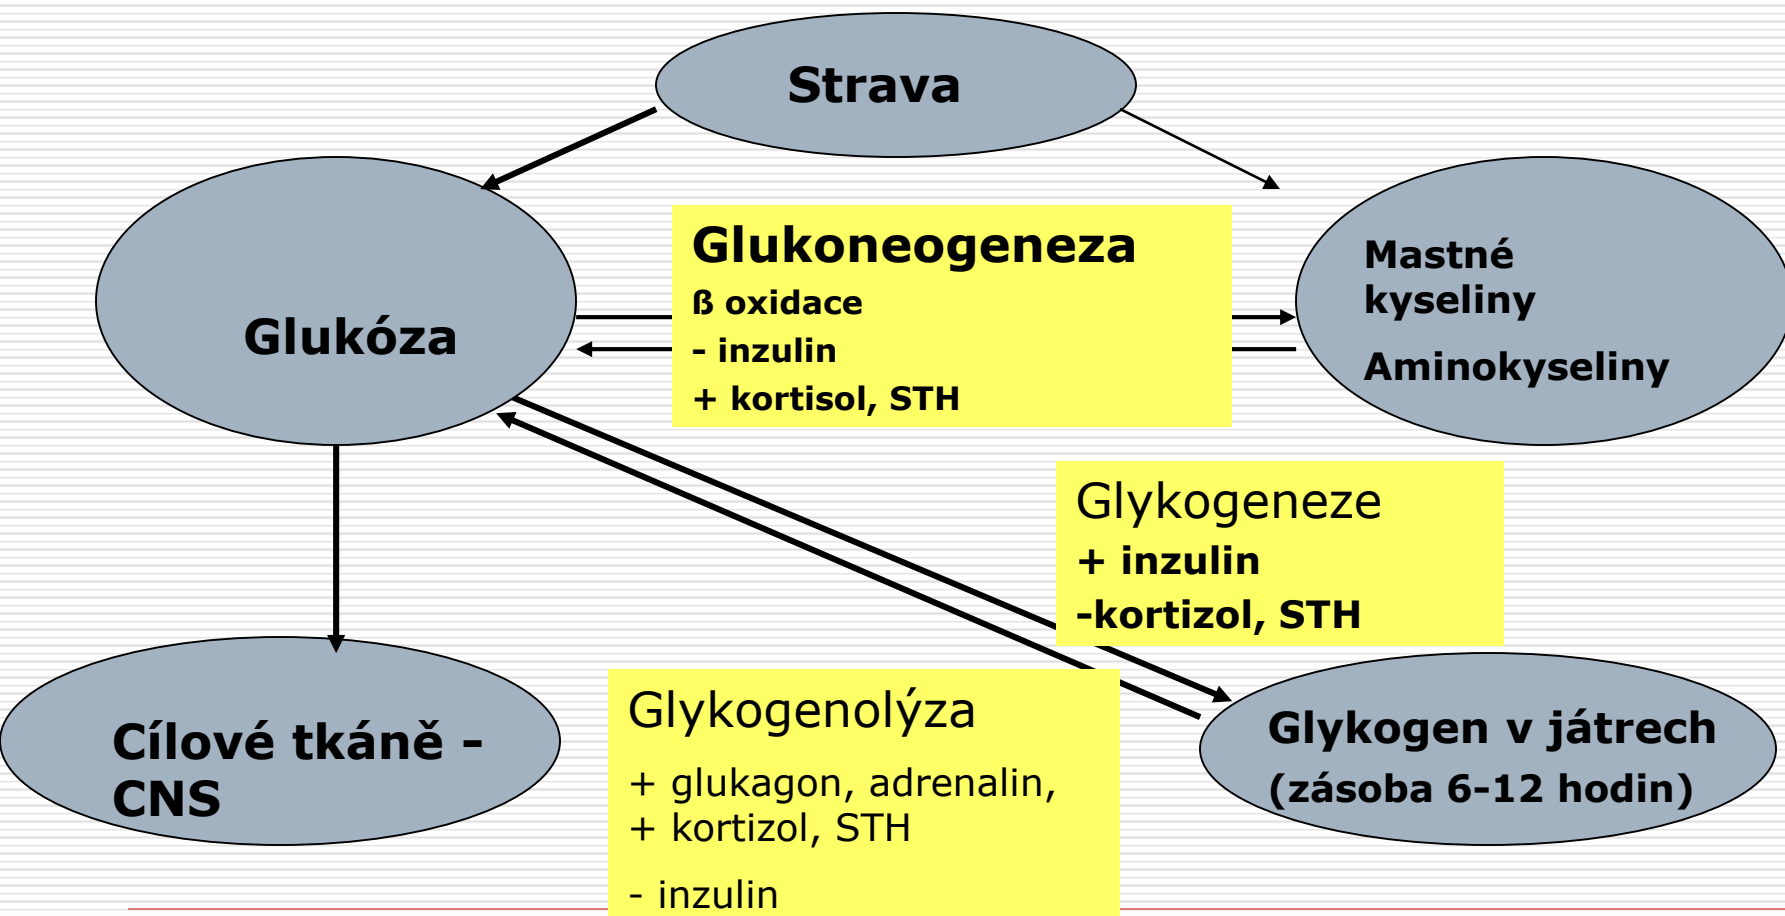 Strava
Glukóza
Glukoneogeneza
ß oxidace
- inzulin
+ kortisol, STH
Mastné
kyseliny
Aminokyseliny
Glykogeneze
+ inzulin
-kortizol, STH
Cílové tkáně -
CNS
Glykogenolýza
+ glukagon, adrenalin,
+ kortizol, STH
- inzulin
Glykogen v játrech
(zásoba 6-12 hodin)